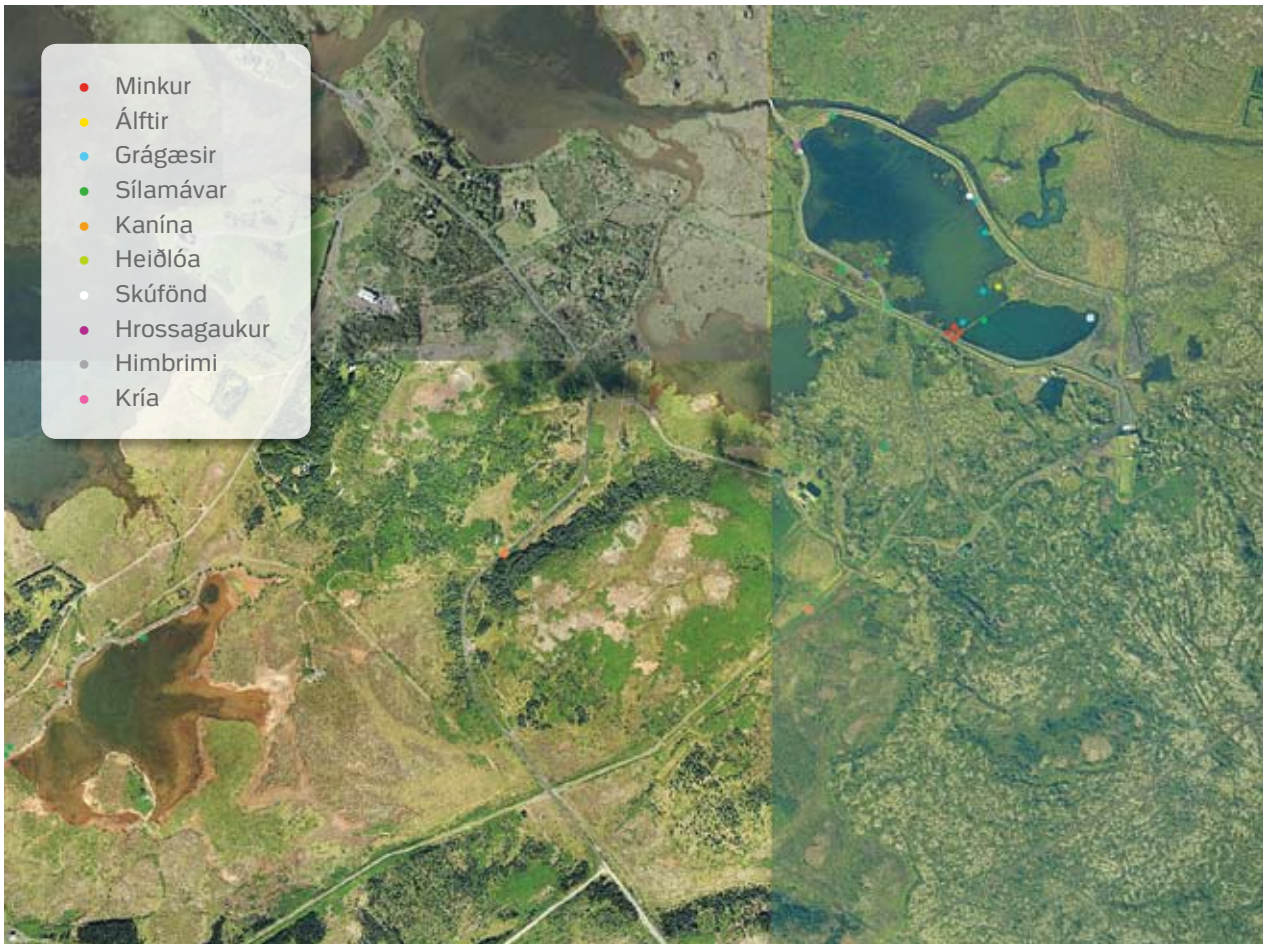 Minkur
Álftir
Grágæsir
Sílamávar
Kanína
Heiðlóa
Skúfönd
Hrossagaukur
Himbrimi
Kría